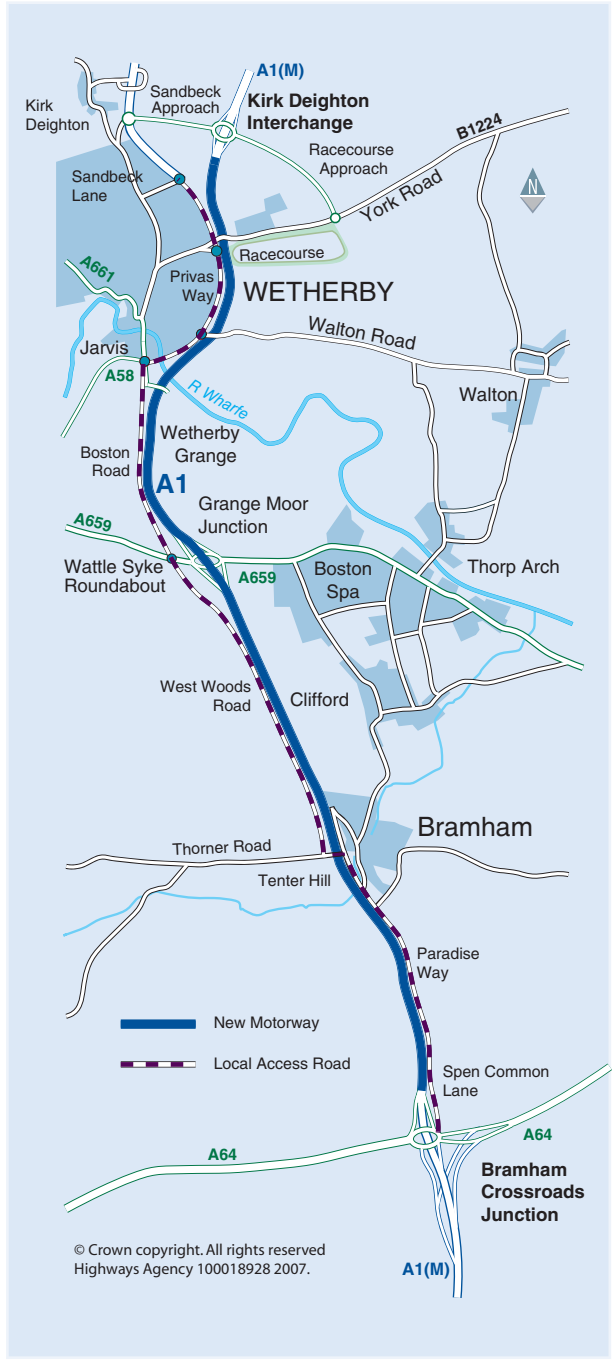 A1(M)
Sandbeck
Approach
Kirk
Deighton
Kirk Deighton
Interchange
B1224
Racecourse
Approach
Sandbeck
Lane
N
York Road
Racecourse
A661
Privas
Way
WETHERBY
Walton Road
Jarvis
A58
R Wharfe
Walton
Wetherby
Grange
Boston
Road
A1
Grange Moor
Junction
A659
Wattle Syke
Roundabout
A659
Boston
Spa
Thorp Arch
West Woods
Road
Clifford
Bramham
Thorner Road
Tenter Hill
Paradise
Way
New Motorway
Local Access Road
Spen Common
Lane
A64
A64
Bramham
Crossroads
Junction
© Crown copyright. All rights reserved
Highways Agency 100018928 2007.
A1(M)